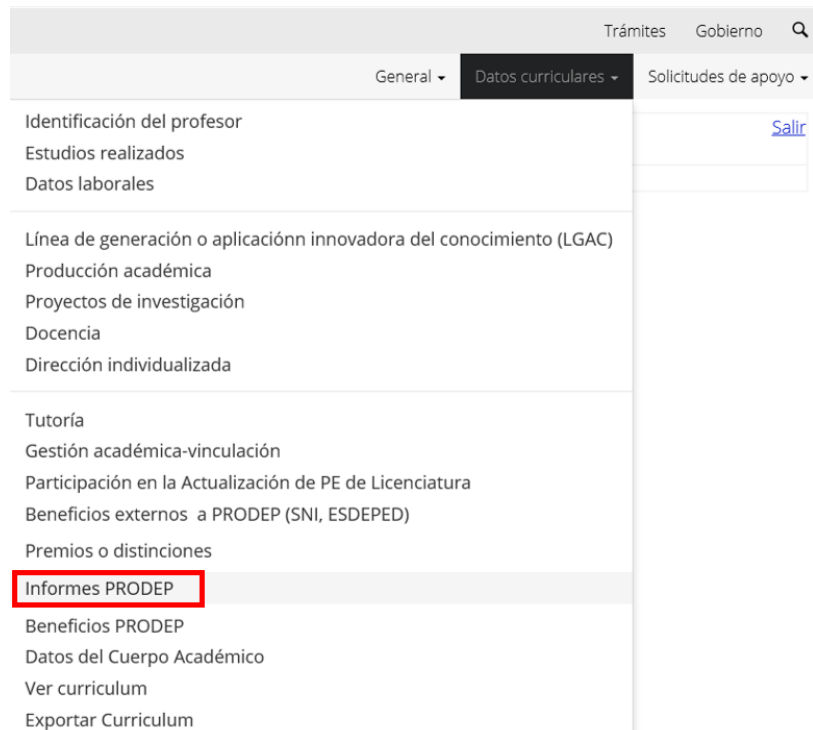 Trámites Gobierno
General Datos curriculares Solicitudes de apoyo
Salir
Identificación del profesor
Estudios realizados
Datos laborales
Línea de generación o aplicaciónn innovadora del conocimiento (LGAC)
Producción académica
Proyectos de investigación
Docencia
Dirección individualizada
Tutoría
Gestión académica-vinculación
Participación en la Actualización de PE de Licenciatura
Beneficios externos a PRODEP (SNI, ESDEPED)
Premios o distinciones
Informes PRODEP
Beneficios PRODEP
Datos del Cuerpo Académico
Ver curriculum
Exportar Curriculum